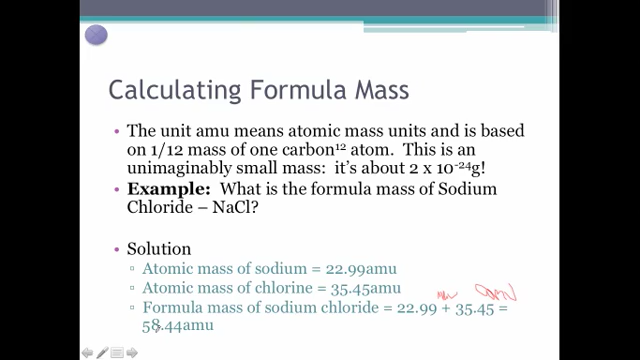 Calculating Formula Mass
• The unit amu means atomic mass units and is based
on 1/12 mass of one carbon¹² atom. This is an
unimaginably small mass: it's about 2 x 10⁻²⁴g!
• Example: What is the formula mass of Sodium
Chloride – NaCl?
• Solution
▫ Atomic mass of sodium = 22.99amu
▫ Atomic mass of chlorine = 35.45amu
▫ Formula mass of sodium chloride = 22.99 + 35.45 =
58.44amu